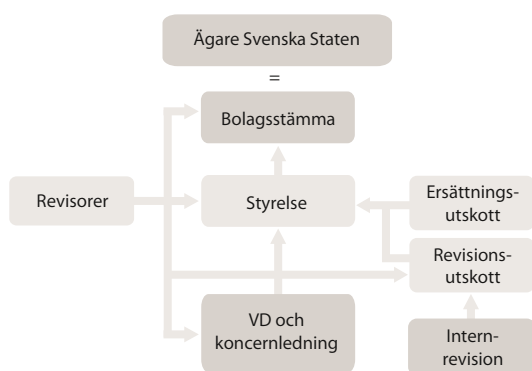 Ägare Svenska Staten
=
Bolagsstämma
Revisorer
Styrelse
Ersättnings-
utskott
Revisions-
utskott
VD och
koncernledning
Intern-
revision